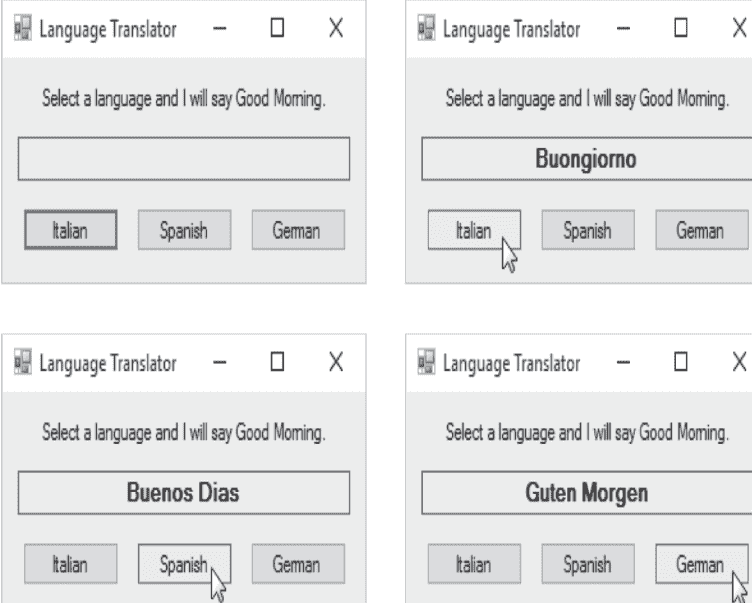 Language Translator
Select a language and I will say Good Morning.
Italian Spanish German
Language Translator
Select a language and I will say Good Morning.
Buongiorno
Italian Spanish German
Language Translator
Select a language and I will say Good Morning.
Buenos Dias
Italian Spanish German
Language Translator
Select a language and I will say Good Morning.
Guten Morgen
Italian Spanish German